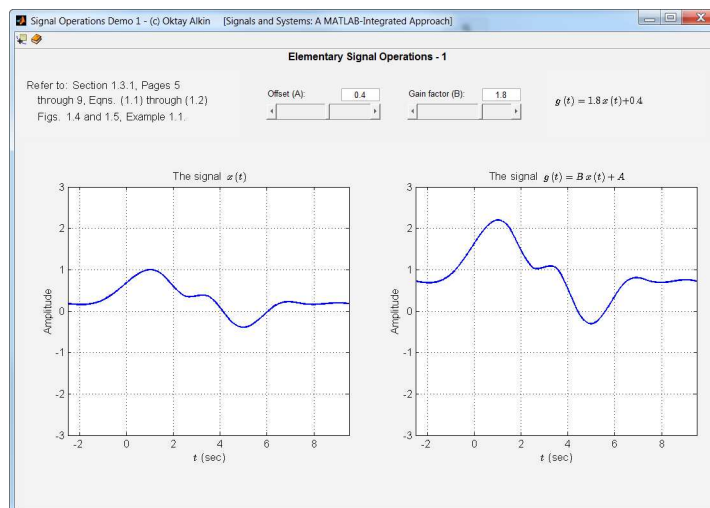 Signal Operations Demo 1 - (c) Oktay Alkin [Signals and Systems: A MATLAB-Integrated Approach]
Elementary Signal Operations - 1
Refer to: Section 1.3.1, Pages 5
through 9, Eqns. (1.1) through (1.2)
Figs. 1.4 and 1.5, Example 1.1.
Offset (A): 0.4
Gain factor (B): 1.8
g (t) = 1.8 x (t)+0.4
The signal x (t)
3
2
1
0
-1
-2
-3
Amplitude
-2 0 2 4 6 8
t (sec)
The signal g (t) = B x (t) + A
3
2
1
0
-1
-2
-3
Amplitude
-2 0 2 4 6 8
t (sec)